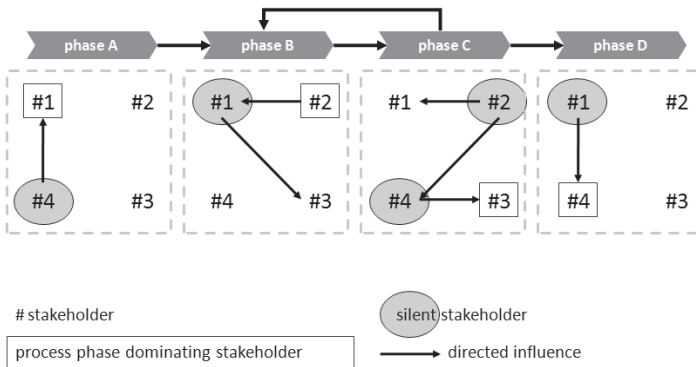 phase A phase B phase C phase D
#1 #2 #1 #2 #1 #2 #1 #2
#4 #3 #4 #3 #4 #3 #4 #3
# stakeholder silent stakeholder
process phase dominating stakeholder directed influence